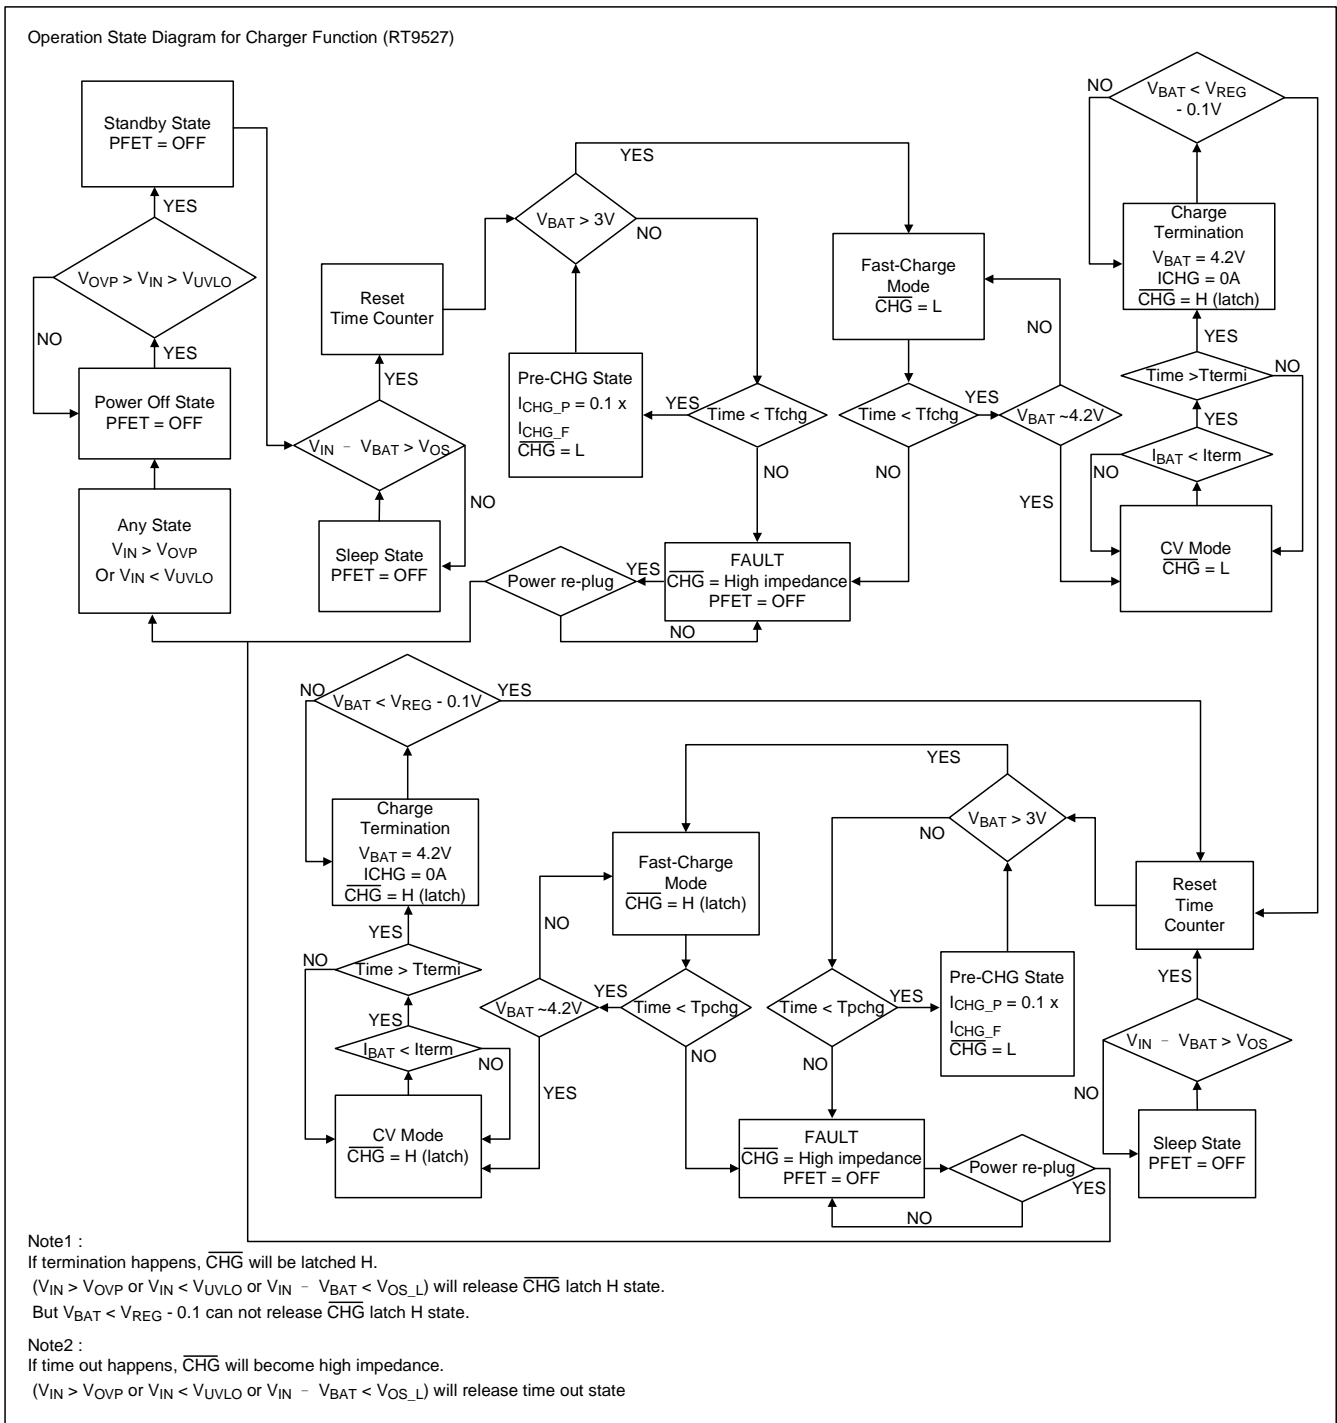 Operation State Diagram for Charger Function (RT9527)
Standby State
PFET = OFF
YES
VOVP > VIN > VUVLO
NO
YES
Power Off State
PFET = OFF
Any State
VIN > VOVP
Or VIN < VUVLO
Reset
Time Counter
YES
VIN – VBAT > VOS
NO
Sleep State
PFET = OFF
YES
VBAT > 3V
NO
Pre-CHG State
ICHG_P = 0.1 x
ICHG_F
CHG = L
YES
Time < Tfchg
NO
FAULT
CHG = High impedance
PFET = OFF
YES
Power re-plug
NO
Fast-Charge
Mode
CHG = L
Time < Tfchg
YES
NO
VBAT ~4.2V
NO
YES
NO
VBAT < VREG
- 0.1V
Charge
Termination
VBAT = 4.2V
ICHG = 0A
CHG = H (latch)
YES
Time >Ttermi
NO
YES
IBAT < Iterm
NO
CV Mode
CHG = L
NO
VBAT < VREG - 0.1V
YES
Charge
Termination
VBAT = 4.2V
ICHG = 0A
CHG = H (latch)
YES
NO
Time > Ttermi
YES
IBAT < Iterm
NO
CV Mode
CHG = H (latch)
YES
Fast-Charge
Mode
CHG = H (latch)
NO
VBAT ~4.2V
YES
Time < Tpchg
NO
YES
VBAT > 3V
NO
Time < Tpchg
YES
NO
Pre-CHG State
ICHG_P = 0.1 x
ICHG_F
CHG = L
FAULT
CHG = High impedance
PFET = OFF
Power re-plug
YES
NO
Reset
Time
Counter
YES
VIN – VBAT > VOS
NO
Sleep State
PFET = OFF
Note1 :
If termination happens, CHG will be latched H.
(VIN > VOVP or VIN < VUVLO or VIN – VBAT < VOS_L) will release CHG latch H state.
But VBAT < VREG - 0.1 can not release CHG latch H state.
Note2 :
If time out happens, CHG will become high impedance.
(VIN > VOVP or VIN < VUVLO or VIN – VBAT < VOS_L) will release time out state